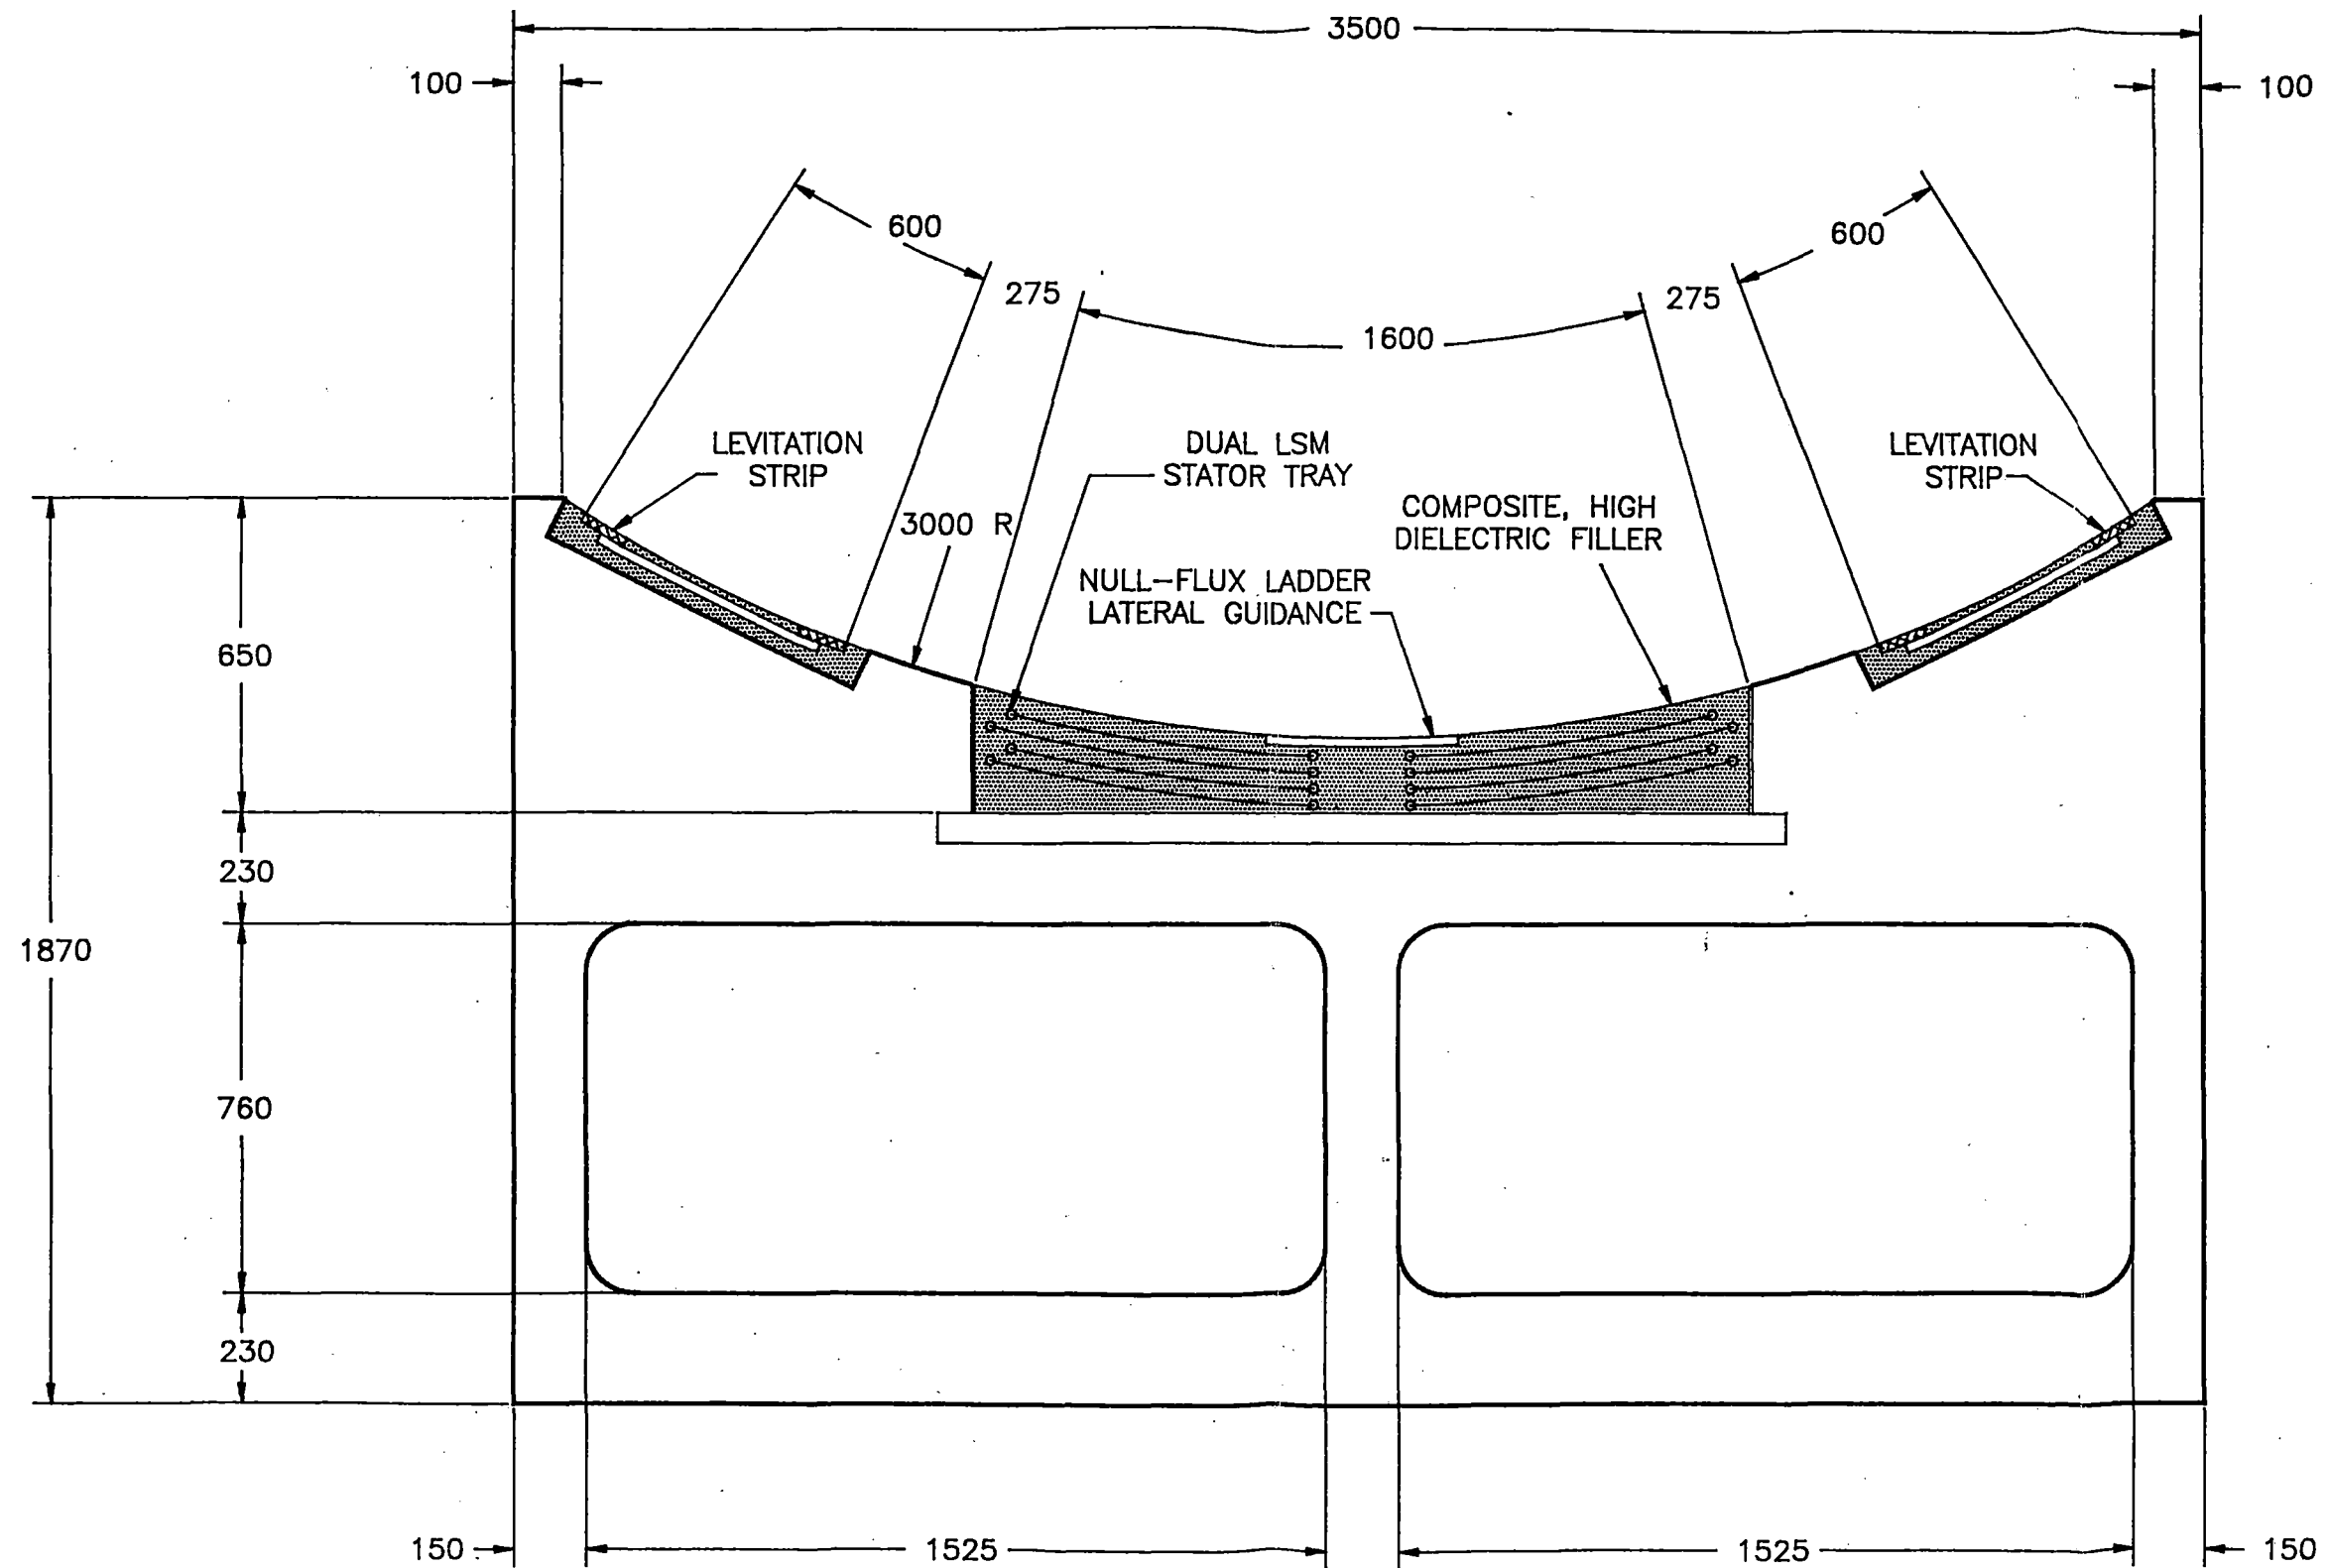 3500
100
100
600
600
275
275
1600
LEVITATION
STRIP
DUAL LSM
STATOR TRAY
LEVITATION
STRIP
3000 R
COMPOSITE, HIGH
DIELECTRIC FILLER
NULL-FLUX LADDER
LATERAL GUIDANCE
650
230
1870
760
230
150
1525
1525
150